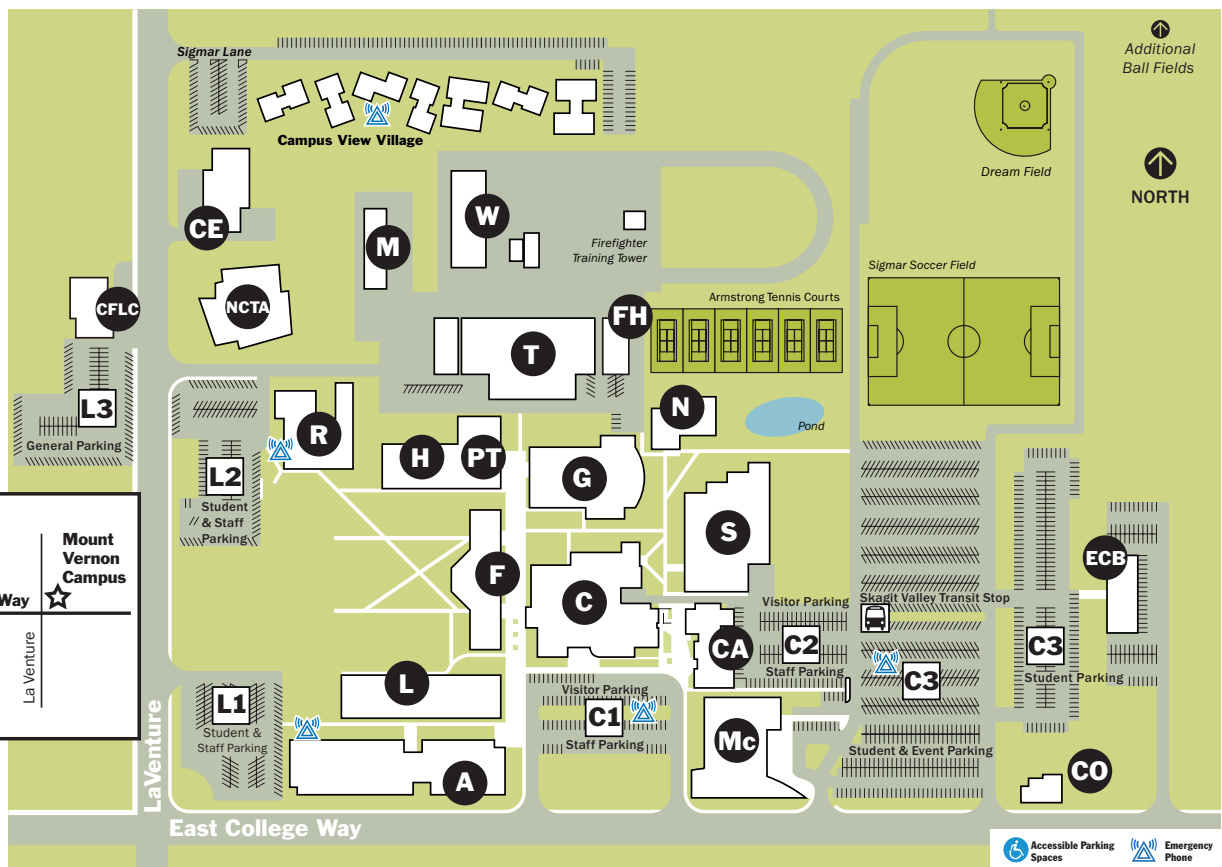 Sigmar Lane
Additional
Ball Fields
Campus View Village
Dream Field
NORTH
CE
M
W
Firefighter
Training Tower
Sigmar Soccer Field
CFLC
NCTA
Armstrong Tennis Courts
FH
T
L3
General Parking
R
N
Pond
H
PT
G
L2
Student
& Staff
Parking
S
Mount
Vernon
Campus
Way
La Venture
F
C
ECB
Skagit Valley Transit Stop
Visitor Parking
C2
Staff Parking
CA
C3
C3
Student Parking
L
L1
Student &
Staff Parking
Visitor Parking
C1
Staff Parking
Mc
Student & Event Parking
A
CO
LaVenture
East College Way
Accessible Parking
Spaces
Emergency
Phone